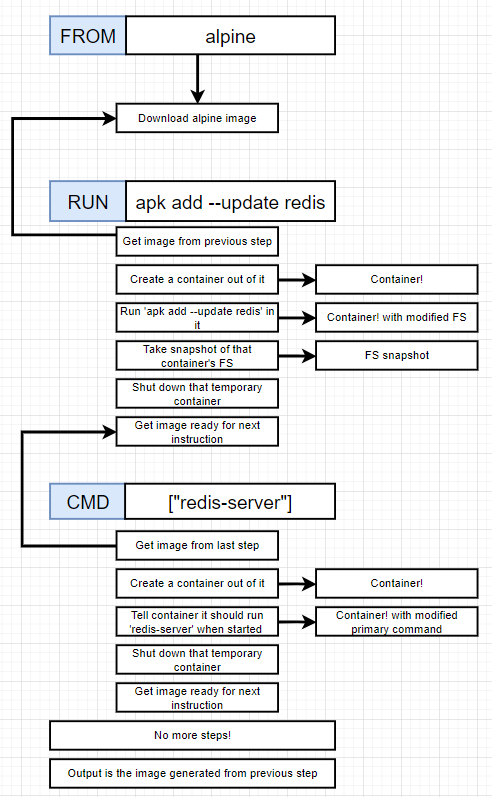 FROM alpine
Download alpine image
RUN apk add --update redis
Get image from previous step
Create a container out of it Container!
Run 'apk add --update redis' in
it
Container! with modified FS
Take snapshot of that
container's FS
FS snapshot
Shut down that temporary
container
Get image ready for next
instruction
CMD ["redis-server"]
Get image from last step
Create a container out of it Container!
Tell container it should run
'redis-server' when started
Container! with modified
primary command
Shut down that temporary
container
Get image ready for next
instruction
No more steps!
Output is the image generated from previous step